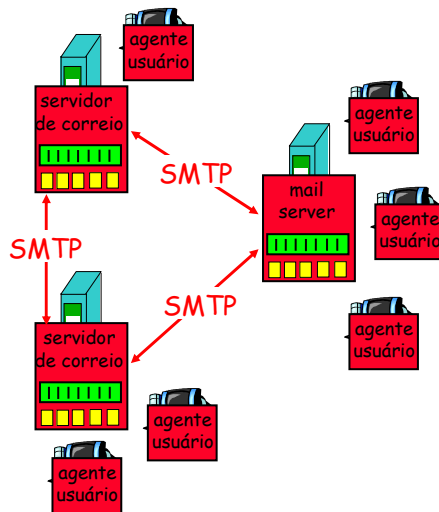 agente
usuário
servidor
de correio
agente
usuário
SMTP
mail
server
agente
usuário
SMTP
SMTP
servidor
de correio
agente
usuário
agente
usuário
agente
usuário